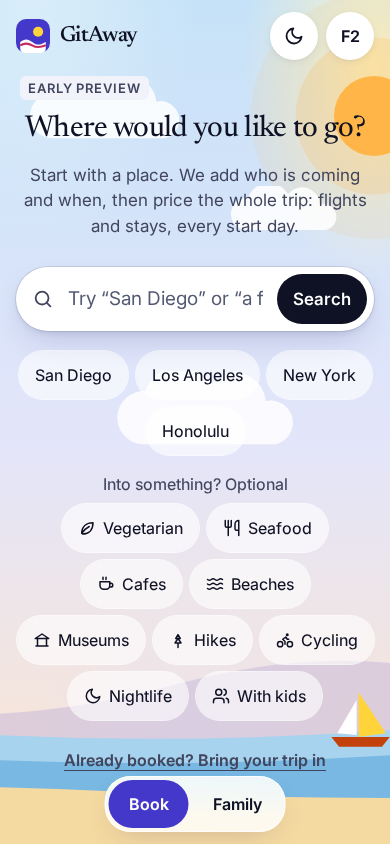 GitAway
F2
EARLY PREVIEW
Where would you like to go?
Start with a place. We add who is coming
and when, then price the whole trip: flights
and stays, every start day.
Try “San Diego” or “a f
Search
San Diego
Los Angeles
New York
Honolulu
Into something? Optional
Vegetarian
Seafood
Cafes
Beaches
Museums
Hikes
Cycling
Nightlife
With kids
Already booked? Bring your trip in
Book
Family